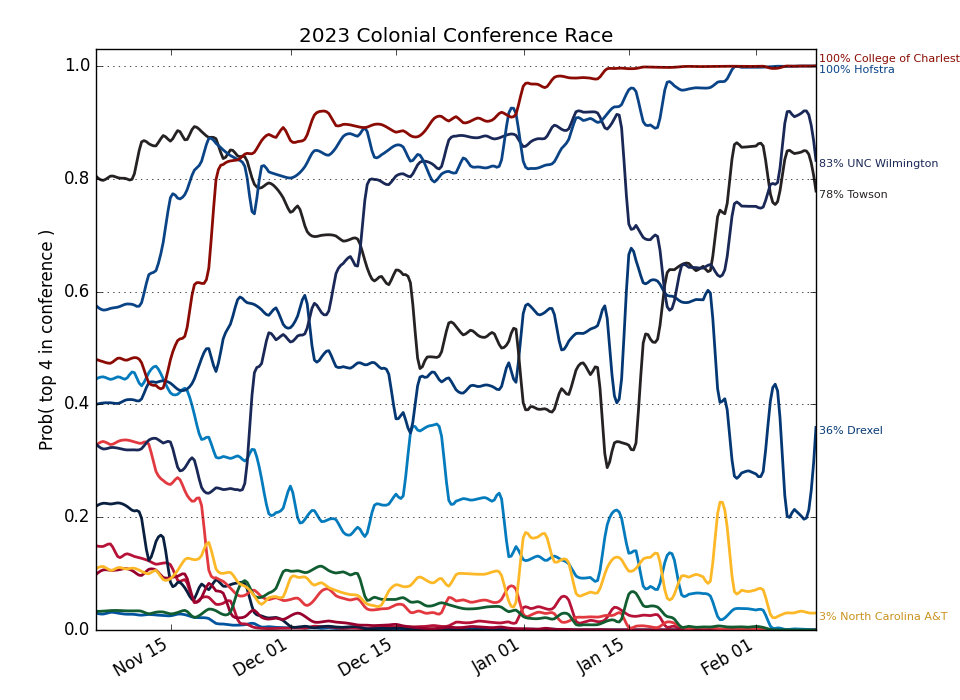 2023 Colonial Conference Race
Prob( top 4 in conference )
1.0
0.8
0.6
0.4
0.2
0.0
Nov 15
Dec 01
Dec 15
Jan 01
Jan 15
Feb 01
100% College of Charlest
100% Hofstra
83% UNC Wilmington
78% Towson
36% Drexel
3% North Carolina A&T